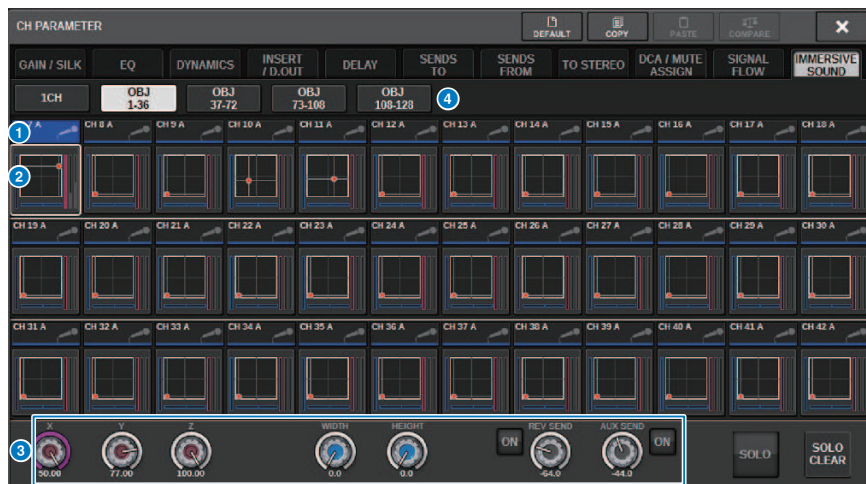 CH PARAMETER
DEFAULT COPY PASTE COMPARE
GAIN / SILK EQ DYNAMICS INSERT / D.OUT DELAY SENDS TO SENDS FROM TO STEREO DCA / MUTE ASSIGN SIGNAL FLOW IMMERSIVE SOUND
1CH OBJ 1-36 OBJ 37-72 OBJ 73-108 OBJ 108-128 4
1 7 A CH 8 A CH 9 A CH 10 A CH 11 A CH 12 A CH 13 A CH 14 A CH 15 A CH 16 A CH 17 A CH 18 A
2
CH 19 A CH 20 A CH 21 A CH 22 A CH 23 A CH 24 A CH 25 A CH 26 A CH 27 A CH 28 A CH 29 A CH 30 A
CH 31 A CH 32 A CH 33 A CH 34 A CH 35 A CH 36 A CH 37 A CH 38 A CH 39 A CH 40 A CH 41 A CH 42 A
X Y Z WIDTH HEIGHT REV SEND AUX SEND
3 ON ON SOLO SOLO CLEAR
50.00 77.00 100.00 0.0 0.0 -64.0 -44.0